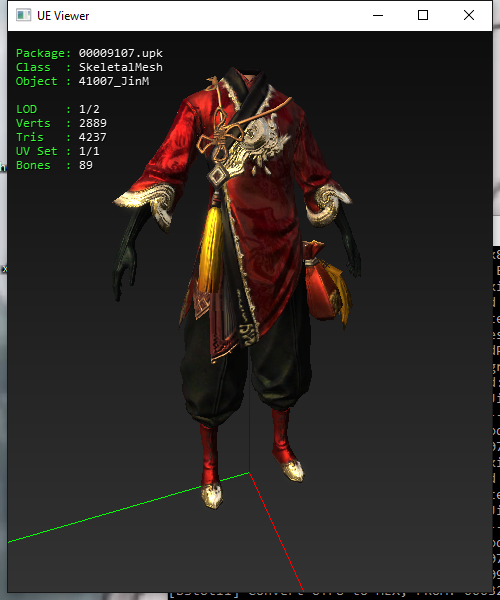 UE Viewer
Package: 00009107.upk
Class : SkeletalMesh
Object : 41007_JinM
LOD : 1/2
Verts : 2889
Tris : 4237
UV Set : 1/1
Bones : 89